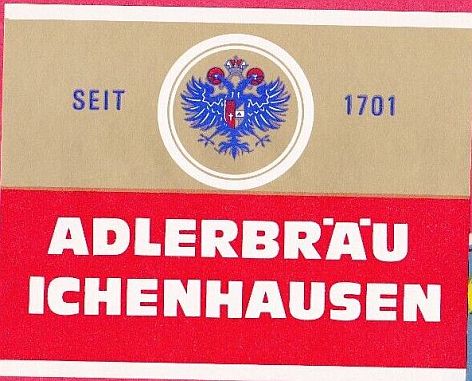 SEIT 1701
ADLERBRÄU
ICHENHAUSEN